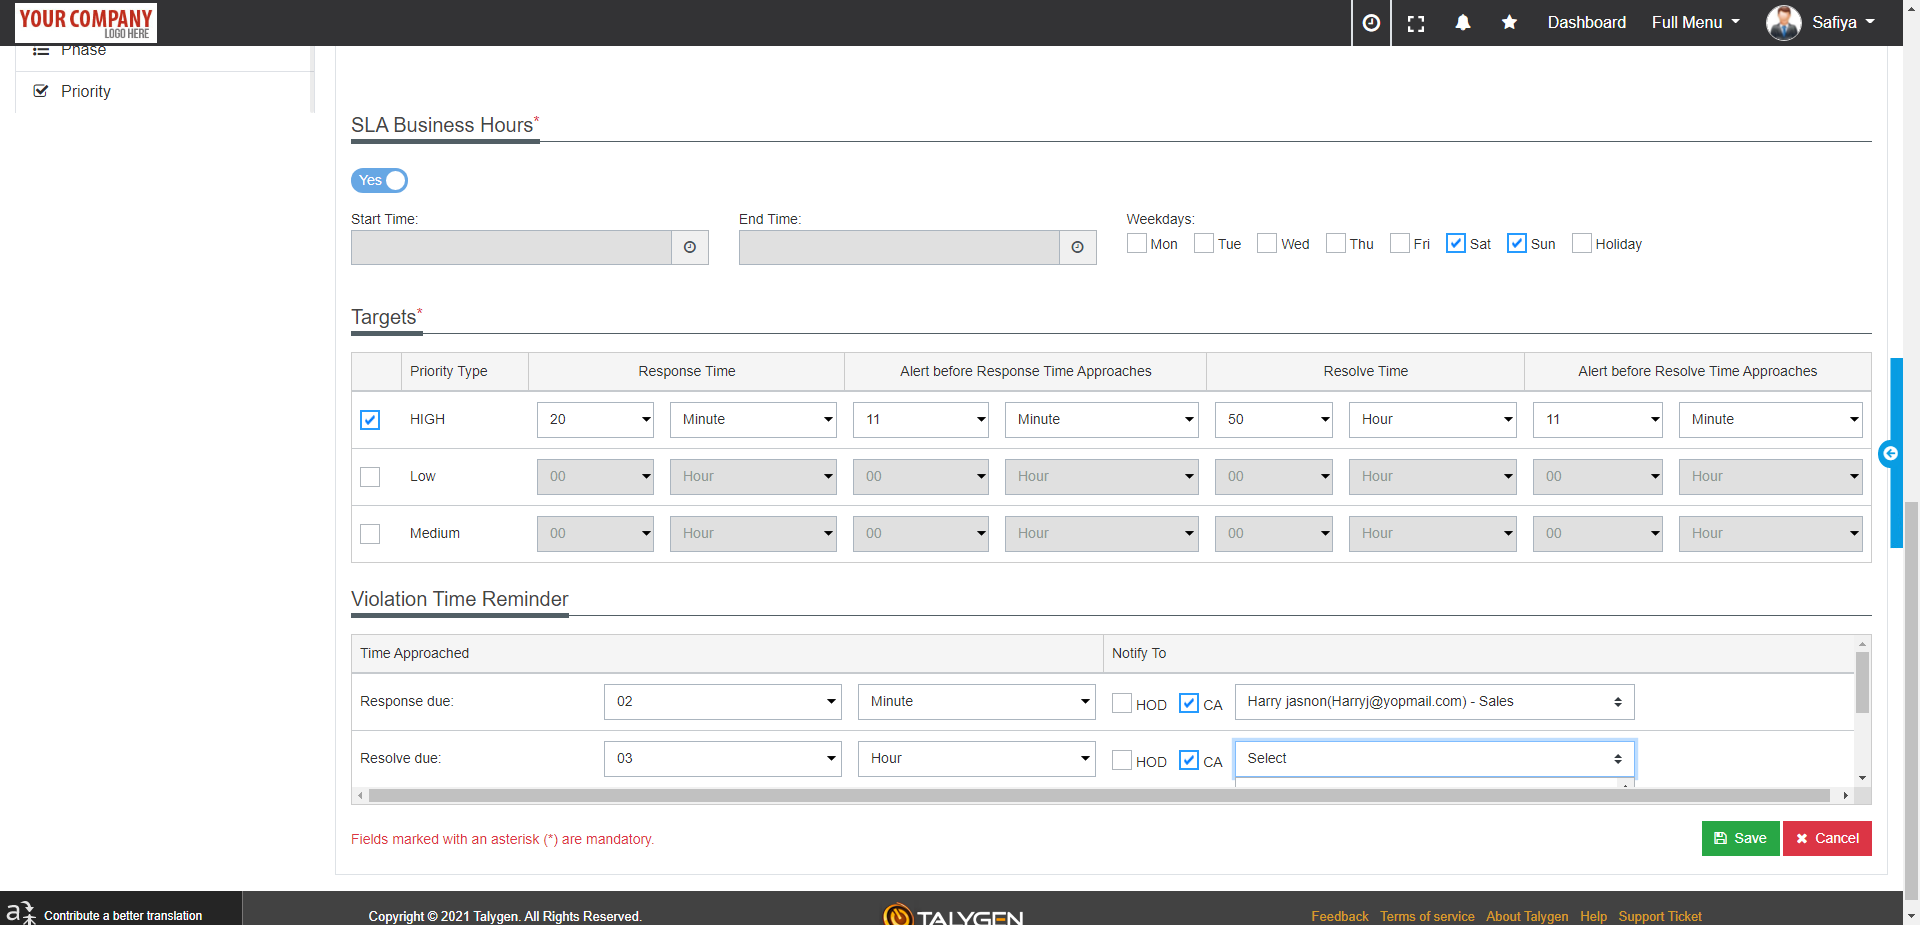 YOUR COMPANY
LOGO HERE
Dashboard Full Menu Safiya
Phase
Priority
SLA Business Hours*
Yes
Start Time: End Time: Weekdays:
Mon Tue Wed Thu Fri Sat Sun Holiday
Targets*
Priority Type Response Time Alert before Response Time Approaches Resolve Time Alert before Resolve Time Approaches
HIGH 20 Minute 11 Minute 50 Hour 11 Minute
Low 00 Hour 00 Hour 00 Hour 00 Hour
Medium 00 Hour 00 Hour 00 Hour 00 Hour
Violation Time Reminder
Time Approached Notify To
Response due: 02 Minute HOD CA Harry jasnon(Harryj@yopmail.com) - Sales
Resolve due: 03 Hour HOD CA Select
Fields marked with an asterisk (*) are mandatory. Save Cancel
Contribute a better translation Copyright © 2021 Talygen. All Rights Reserved. TALYGEN Feedback Terms of service About Talygen Help Support Ticket